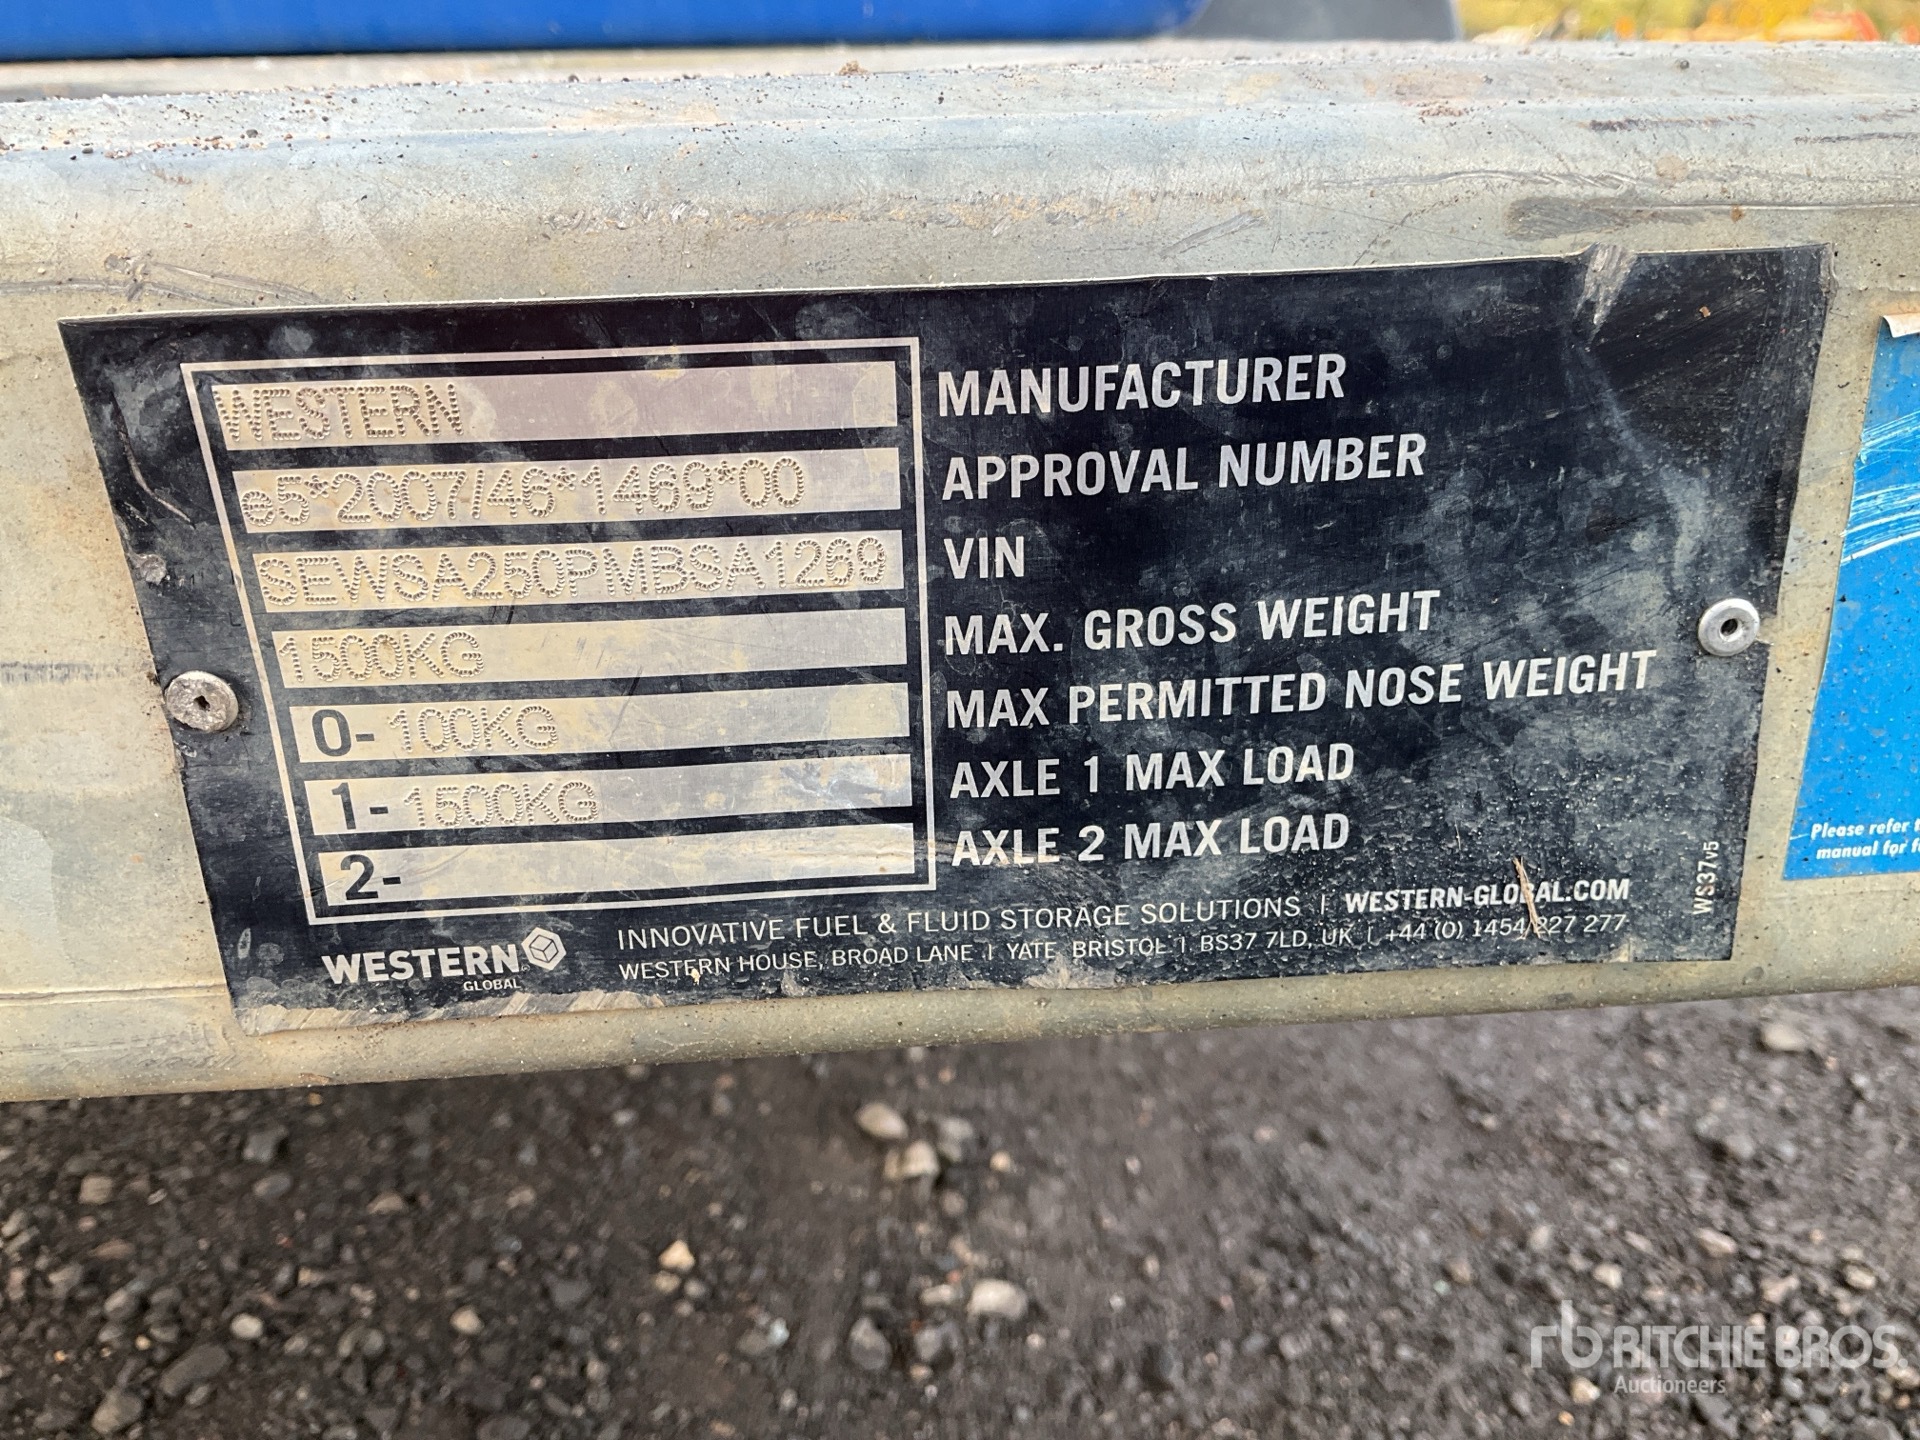 WESTERN MANUFACTURER
e5*2007/46*1469*00 APPROVAL NUMBER
SEWSA250PMBSA1269 VIN
1500KG MAX. GROSS WEIGHT
0- 100KG MAX PERMITTED NOSE WEIGHT
1- 1500KG AXLE 1 MAX LOAD
2- AXLE 2 MAX LOAD
WS37v5
WESTERN
GLOBAL
INNOVATIVE FUEL & FLUID STORAGE SOLUTIONS | WESTERN-GLOBAL.COM
WESTERN HOUSE, BROAD LANE | YATE BRISTOL | BS37 7LD, UK | +44 (0) 1454 227 277
Please refer
manual for
rb RITCHIE BROS.
Auctioneers